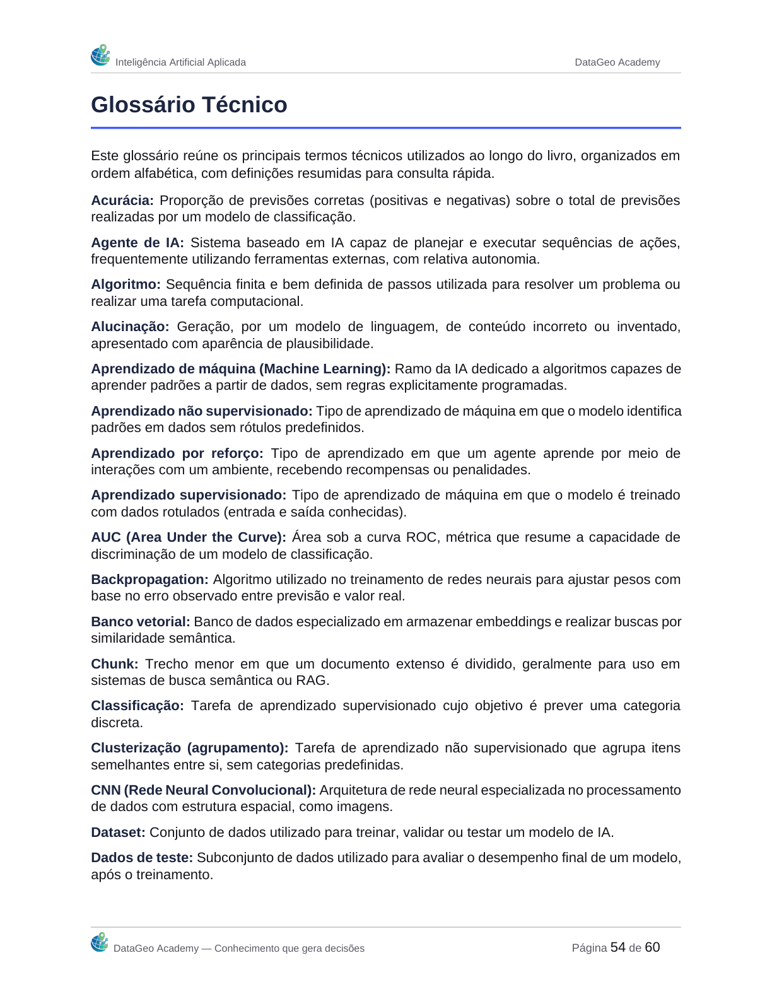 Inteligência Artificial Aplicada
DataGeo Academy
Glossário Técnico
Este glossário reúne os principais termos técnicos utilizados ao longo do livro, organizados em
ordem alfabética, com definições resumidas para consulta rápida.
Acurácia: Proporção de previsões corretas (positivas e negativas) sobre o total de previsões
realizadas por um modelo de classificação.
Agente de IA: Sistema baseado em IA capaz de planejar e executar sequências de ações,
frequentemente utilizando ferramentas externas, com relativa autonomia.
Algoritmo: Sequência finita e bem definida de passos utilizada para resolver um problema ou
realizar uma tarefa computacional.
Alucinação: Geração, por um modelo de linguagem, de conteúdo incorreto ou inventado,
apresentado com aparência de plausibilidade.
Aprendizado de máquina (Machine Learning): Ramo da IA dedicado a algoritmos capazes de
aprender padrões a partir de dados, sem regras explicitamente programadas.
Aprendizado não supervisionado: Tipo de aprendizado de máquina em que o modelo identifica
padrões em dados sem rótulos predefinidos.
Aprendizado por reforço: Tipo de aprendizado em que um agente aprende por meio de
interações com um ambiente, recebendo recompensas ou penalidades.
Aprendizado supervisionado: Tipo de aprendizado de máquina em que o modelo é treinado
com dados rotulados (entrada e saída conhecidas).
AUC (Area Under the Curve): Área sob a curva ROC, métrica que resume a capacidade de
discriminação de um modelo de classificação.
Backpropagation: Algoritmo utilizado no treinamento de redes neurais para ajustar pesos com
base no erro observado entre previsão e valor real.
Banco vetorial: Banco de dados especializado em armazenar embeddings e realizar buscas por
similaridade semântica.
Chunk: Trecho menor em que um documento extenso é dividido, geralmente para uso em
sistemas de busca semântica ou RAG.
Classificação: Tarefa de aprendizado supervisionado cujo objetivo é prever uma categoria
discreta.
Clusterização (agrupamento): Tarefa de aprendizado não supervisionado que agrupa itens
semelhantes entre si, sem categorias predefinidas.
CNN (Rede Neural Convolucional): Arquitetura de rede neural especializada no processamento
de dados com estrutura espacial, como imagens.
Dataset: Conjunto de dados utilizado para treinar, validar ou testar um modelo de IA.
Dados de teste: Subconjunto de dados utilizado para avaliar o desempenho final de um modelo,
após o treinamento.
DataGeo Academy — Conhecimento que gera decisões
Página 54 de 60